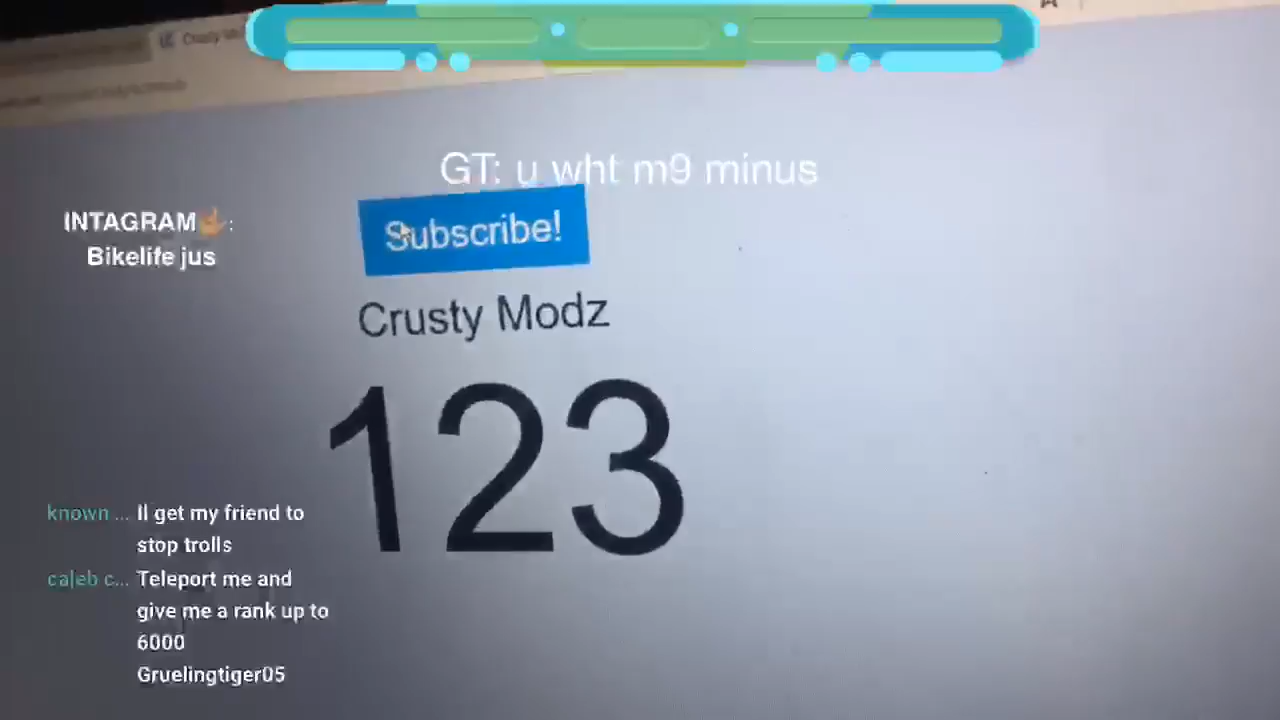 Crusty
GT: u wht m9 minus
INTAGRAM🤙:
Bikelife jus
Subscribe!
Crusty Modz
123
known ... Il get my friend to
stop trolls
caleb c... Teleport me and
give me a rank up to
6000
Gruelingtiger05